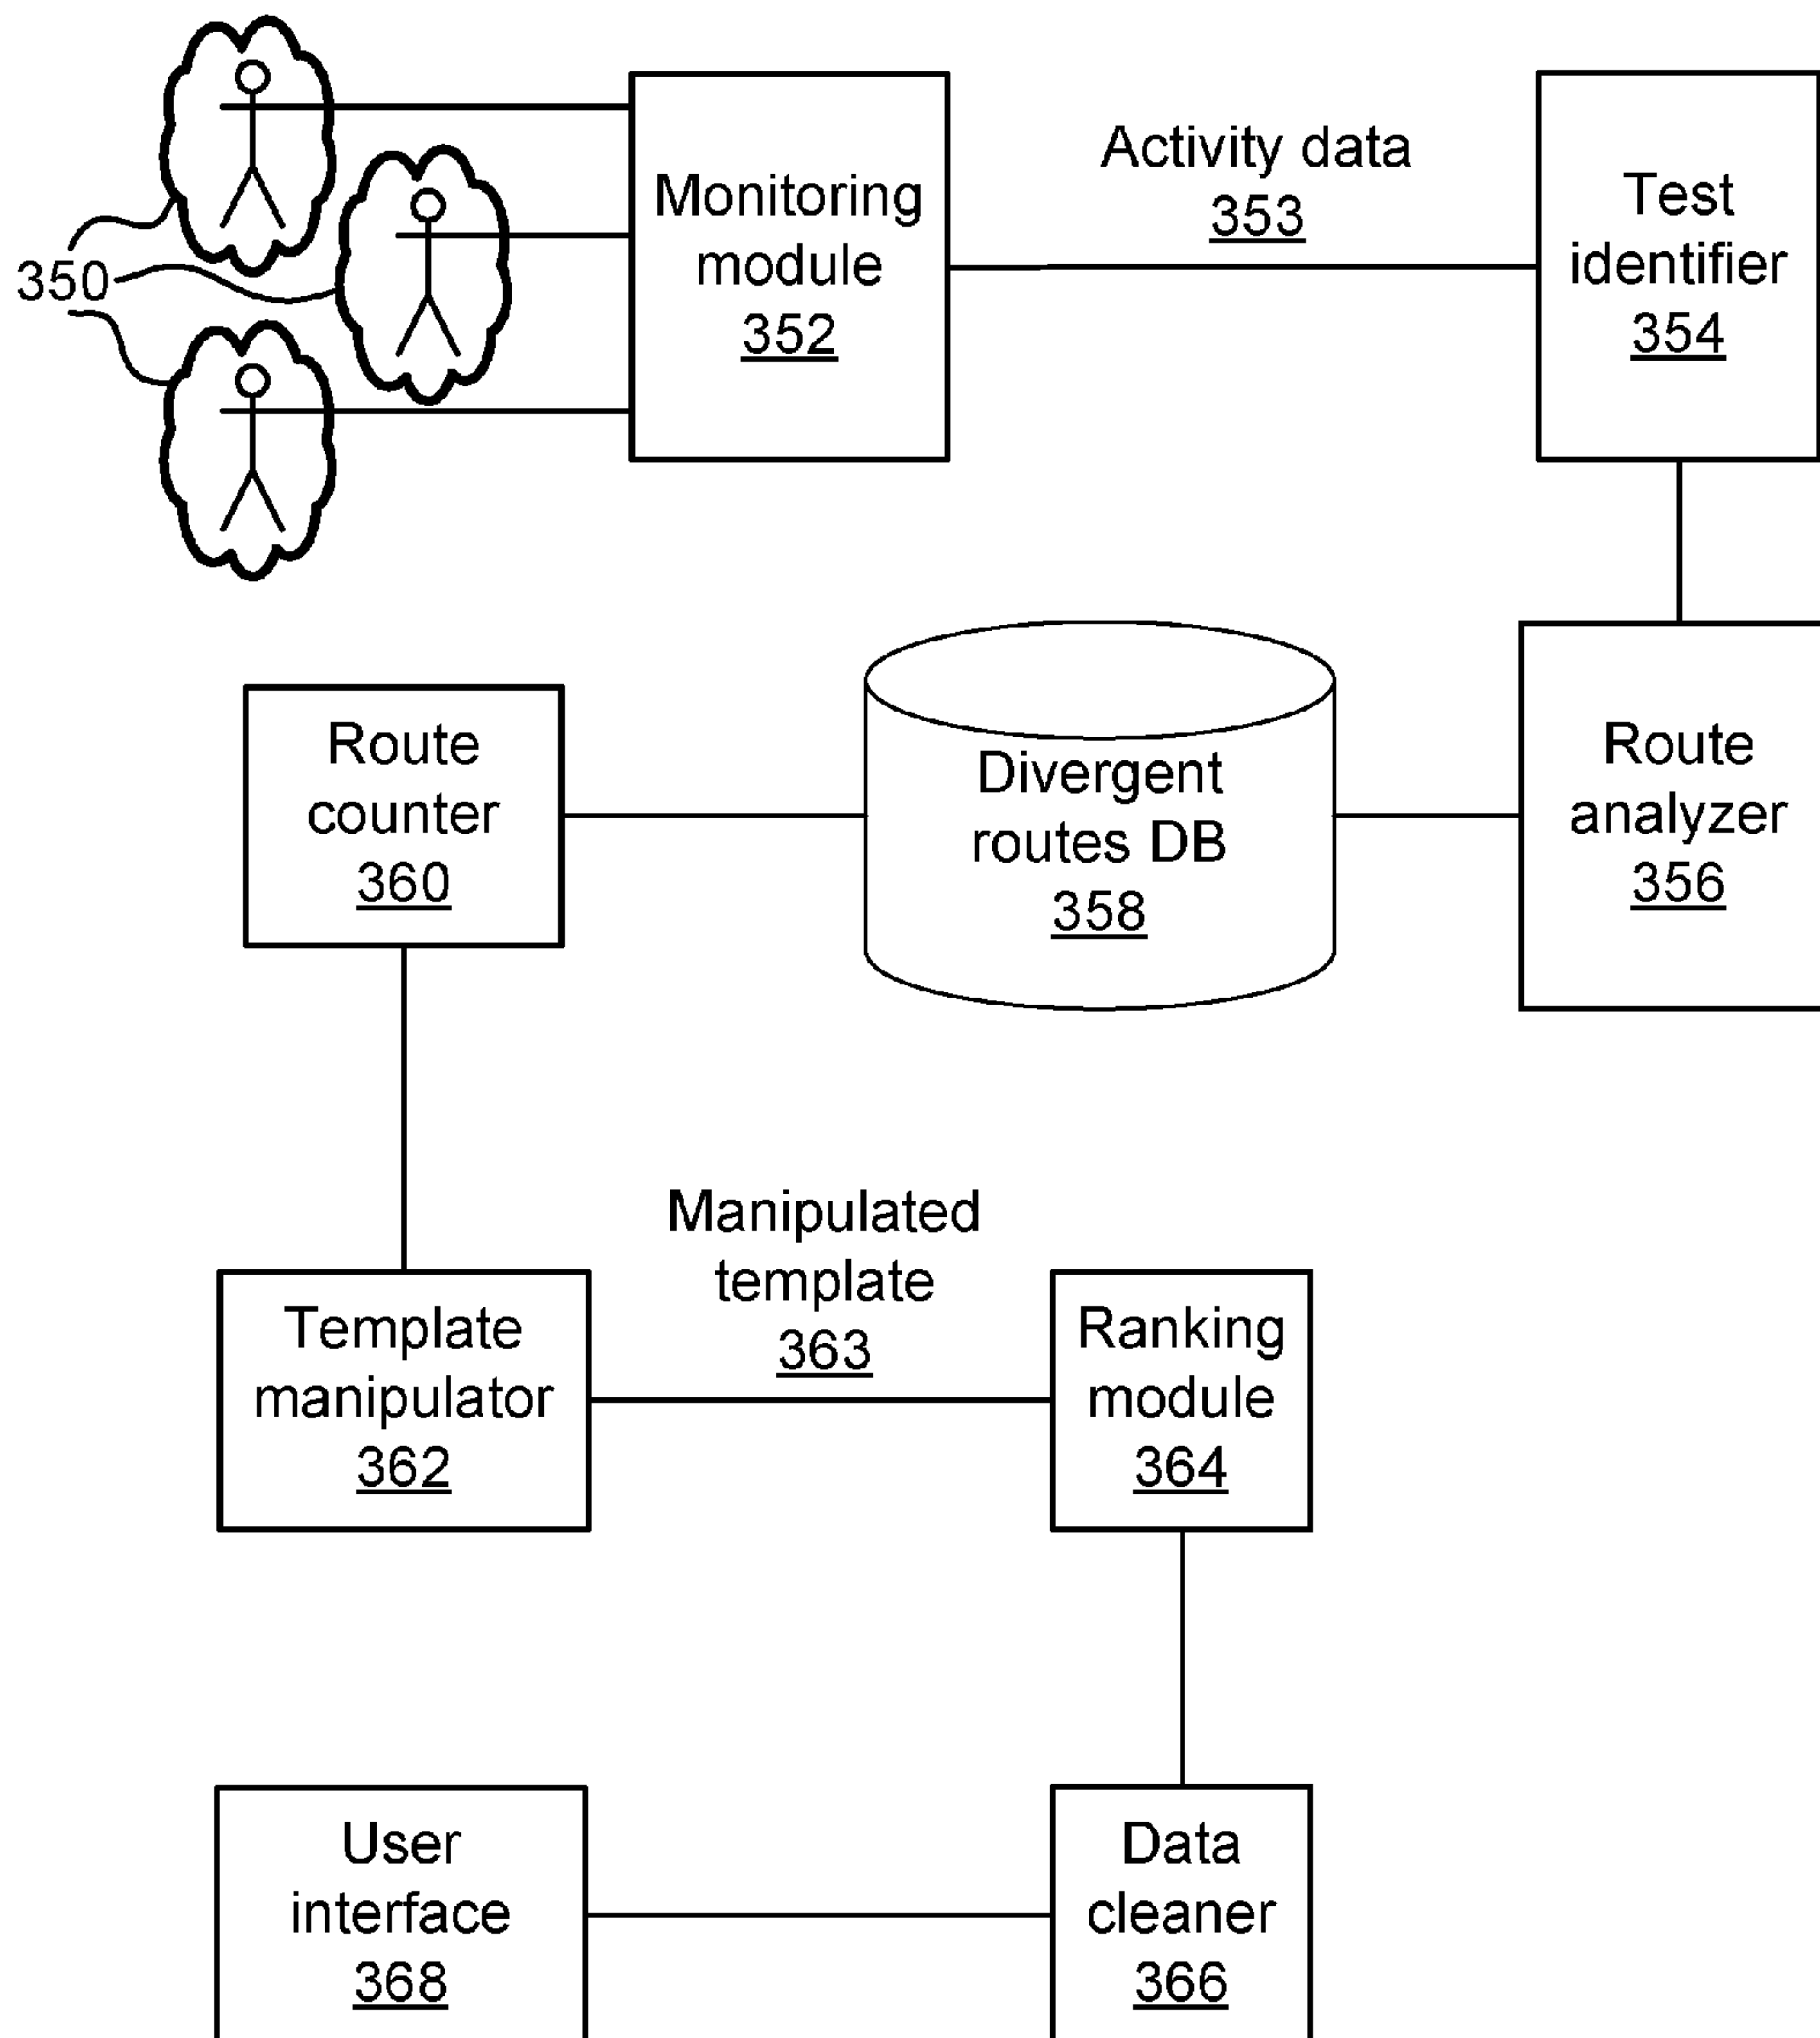 350
Monitoring
module
352
Activity data
353
Test
identifier
354
Route
counter
360
Divergent
routes DB
358
Route
analyzer
356
Template
manipulator
362
Manipulated
template
363
Ranking
module
364
User
interface
368
Data
cleaner
366